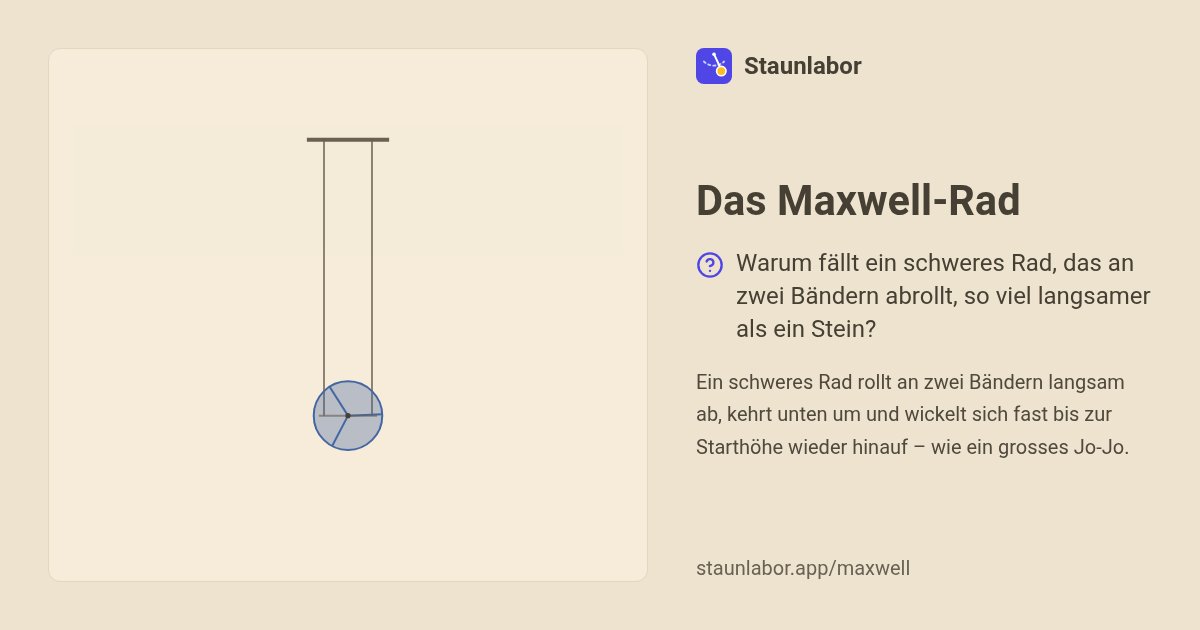 Staunlabor
Das Maxwell-Rad
Warum fällt ein schweres Rad, das an
zwei Bändern abrollt, so viel langsamer
als ein Stein?
Ein schweres Rad rollt an zwei Bändern langsam
ab, kehrt unten um und wickelt sich fast bis zur
Starthöhe wieder hinauf – wie ein grosses Jo-Jo.
staunlabor.app/maxwell